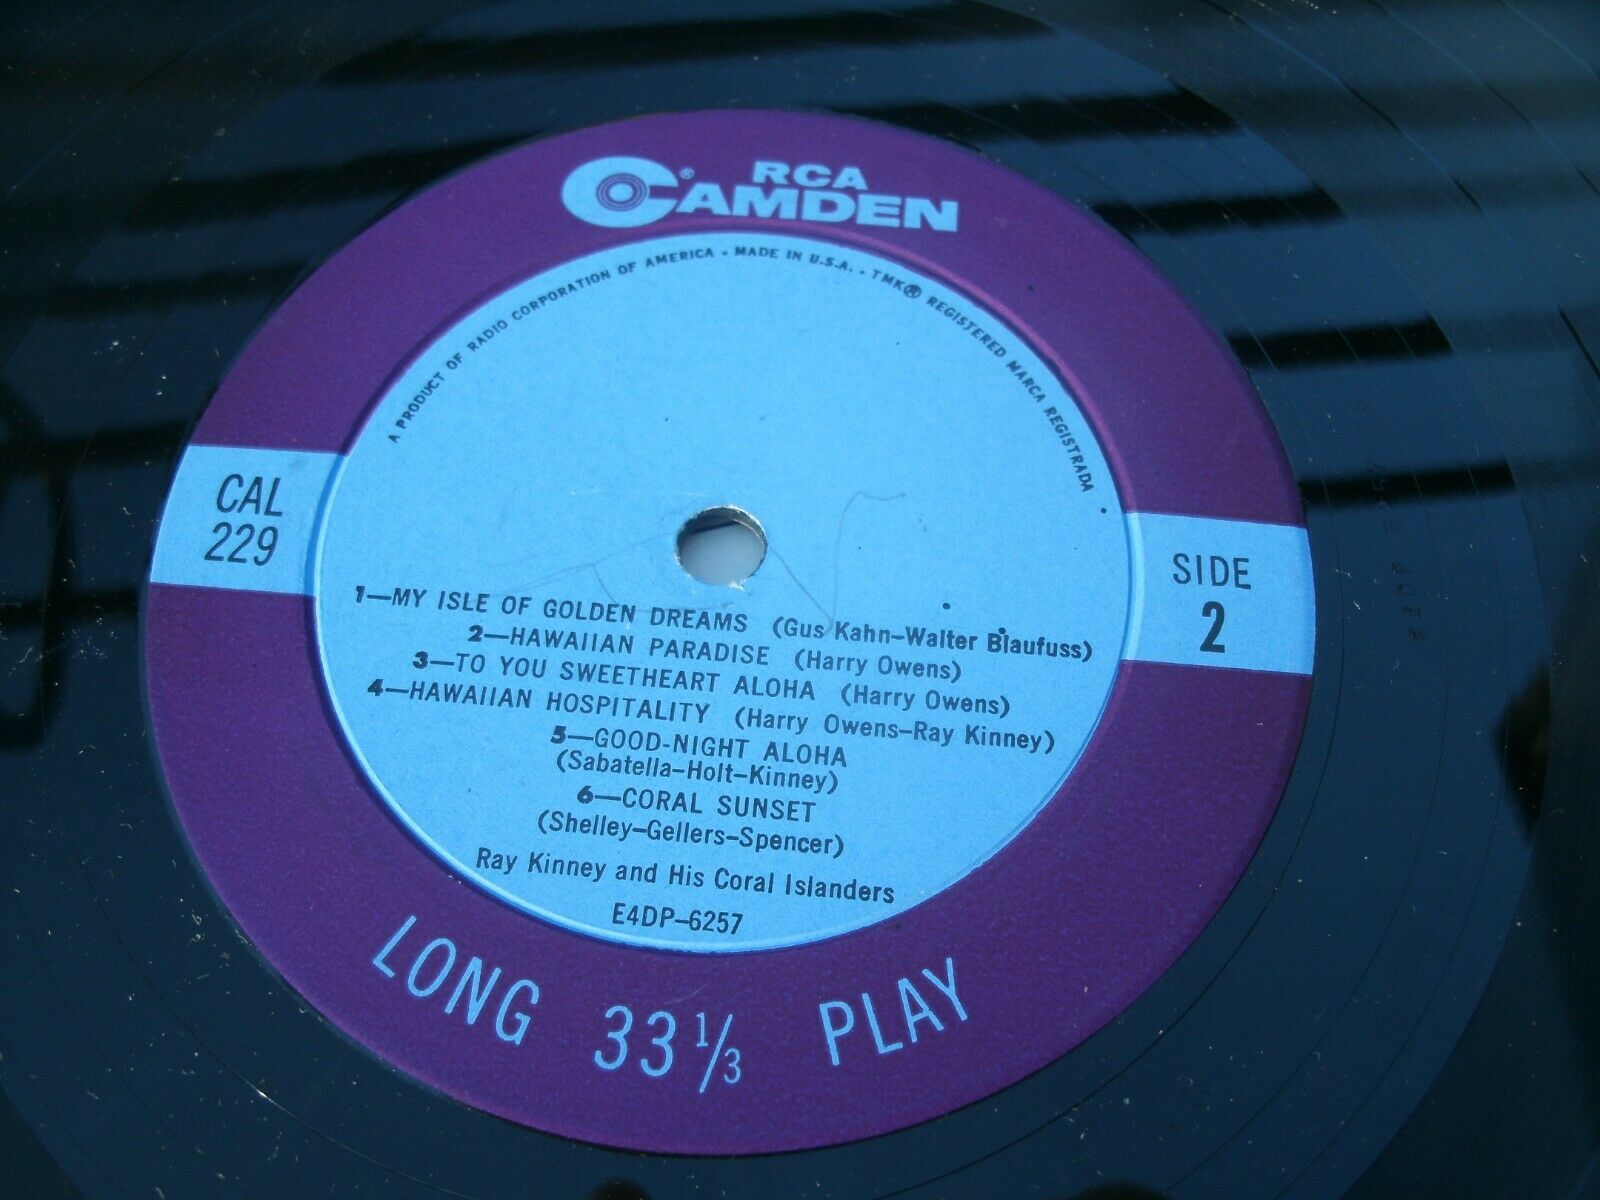 RCA
CAMDEN®
A PRODUCT OF RADIO CORPORATION OF AMERICA - MADE IN U.S.A. - TMK® REGISTERED MARCA REGISTRADA
CAL
229
SIDE
2
1—MY ISLE OF GOLDEN DREAMS (Gus Kahn–Walter Blaufuss)
2—HAWAIIAN PARADISE (Harry Owens)
3—TO YOU SWEETHEART ALOHA (Harry Owens)
4—HAWAIIAN HOSPITALITY (Harry Owens–Ray Kinney)
5—GOOD-NIGHT ALOHA
(Sabatella–Holt–Kinney)
6—CORAL SUNSET
(Shelley–Gellers–Spencer)
Ray Kinney and His Coral Islanders
E4DP–6257
LONG 33 1/3 PLAY